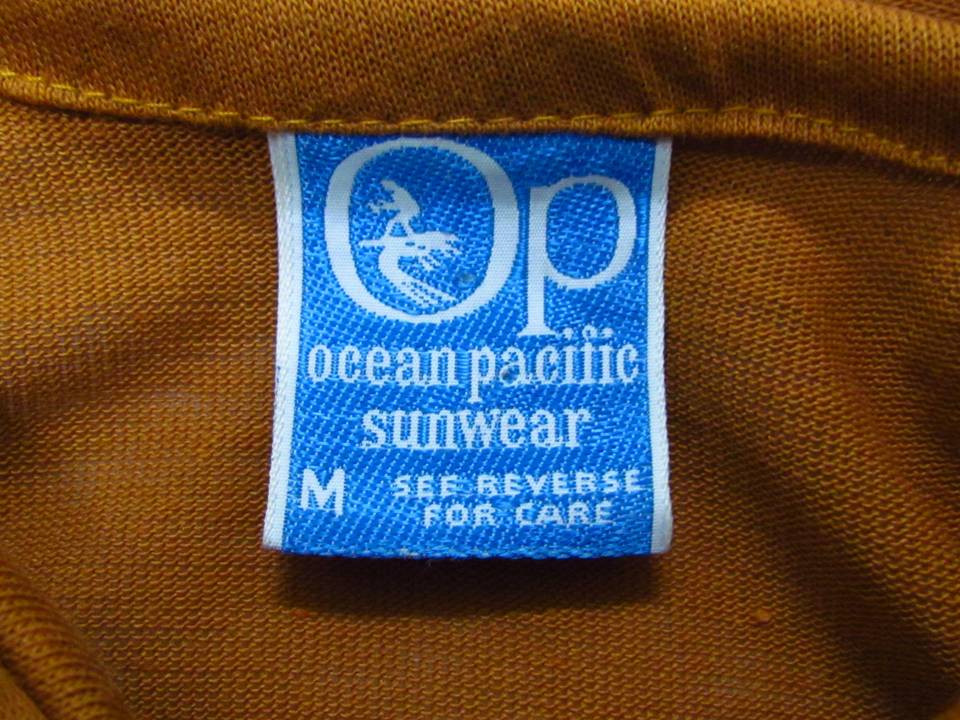 Op
ocean pacific
sunwear
M SEE REVERSE
FOR CARE